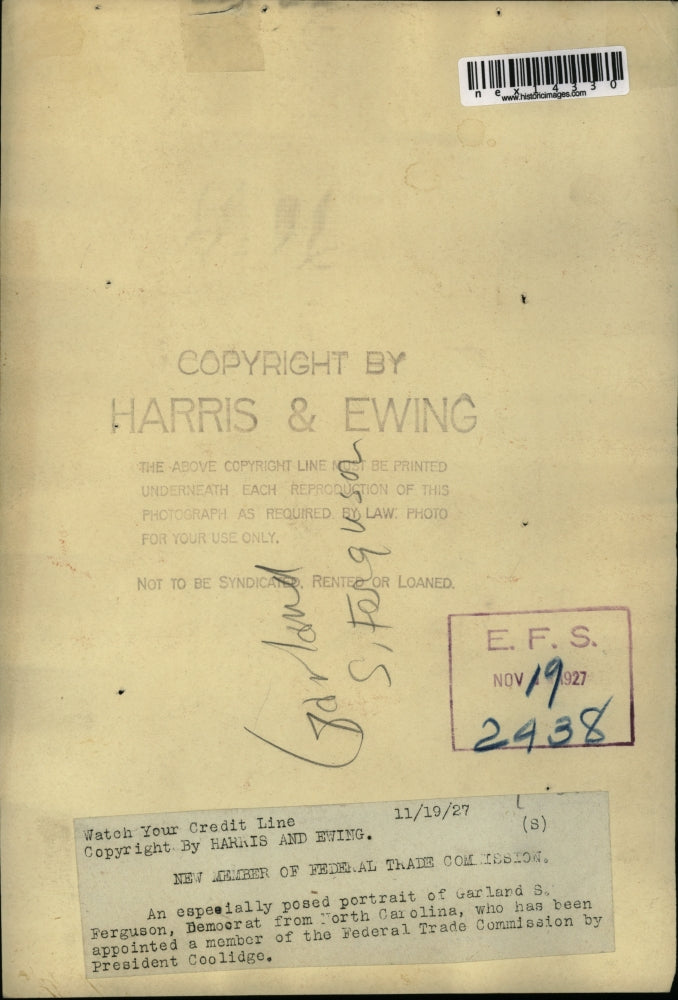 nex14330
www.historicimages.com
COPYRIGHT BY
HARRIS & EWING
THE ABOVE COPYRIGHT LINE MUST BE PRINTED
UNDERNEATH EACH REPRODUCTION OF THIS
PHOTOGRAPH AS REQUIRED BY LAW. PHOTO
FOR YOUR USE ONLY.
NOT TO BE SYNDICATED, RENTED OR LOANED.
Garland
S. Ferguson
E. F. S.
NOV 19 1927
2438
Watch Your Credit Line 11/19/27
Copyright By HARRIS AND EWING. (S)
NEW MEMBER OF FEDERAL TRADE COMMISSION.
An especially posed portrait of Garland S.
Ferguson, Democrat from North Carolina, who has been
appointed a member of the Federal Trade Commission by
President Coolidge.